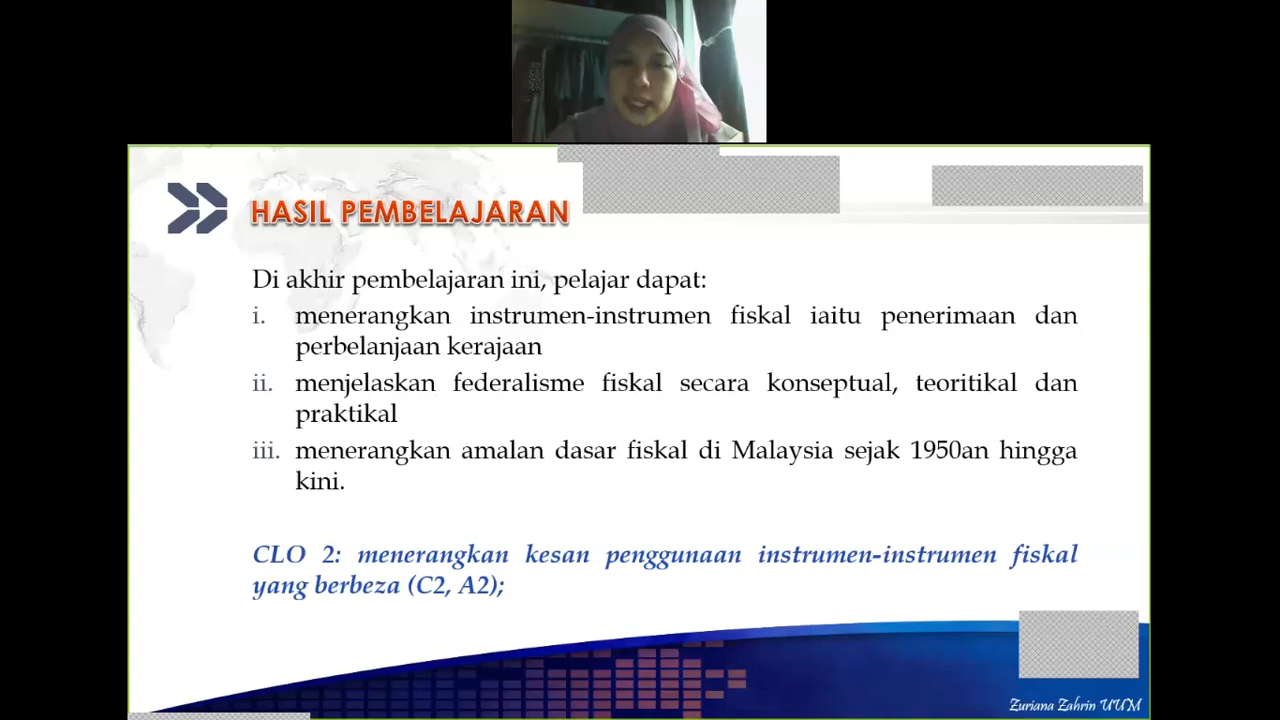 HASIL PEMBELAJARAN
Di akhir pembelajaran ini, pelajar dapat:
i. menerangkan instrumen-instrumen fiskal iaitu penerimaan dan
perbelanjaan kerajaan
ii. menjelaskan federalisme fiskal secara konseptual, teoritikal dan
praktikal
iii. menerangkan amalan dasar fiskal di Malaysia sejak 1950an hingga
kini.
CLO 2: menerangkan kesan penggunaan instrumen-instrumen fiskal
yang berbeza (C2, A2);
Zuriana Zahrin UUM